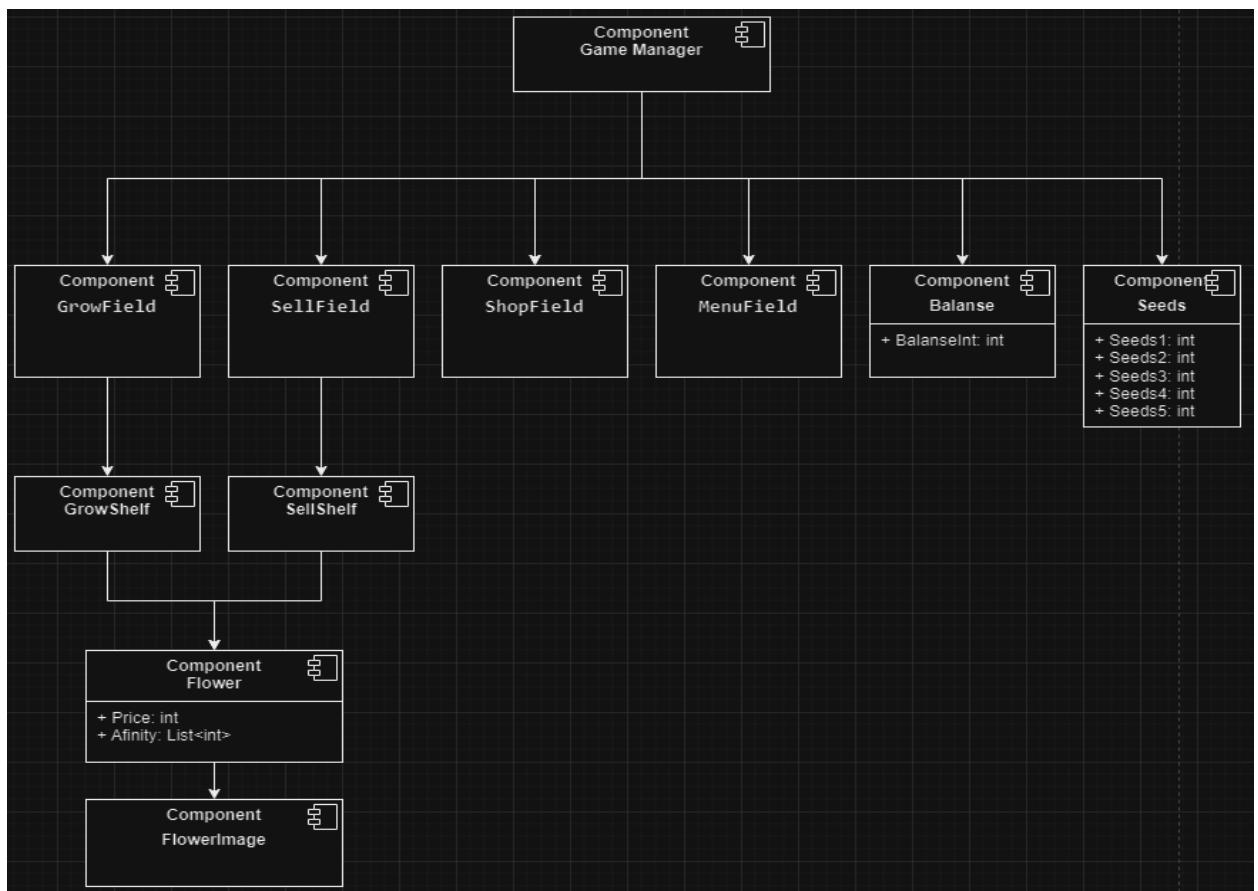 Component
Game Manager
Component
GrowField
Component
SellField
Component
ShopField
Component
MenuField
Component
Balanse
+ BalanseInt: int
Component
Seeds
+ Seeds1: int
+ Seeds2: int
+ Seeds3: int
+ Seeds4: int
+ Seeds5: int
Component
GrowShelf
Component
SellShelf
Component
Flower
+ Price: int
+ Afinity: List<int>
Component
FlowerImage